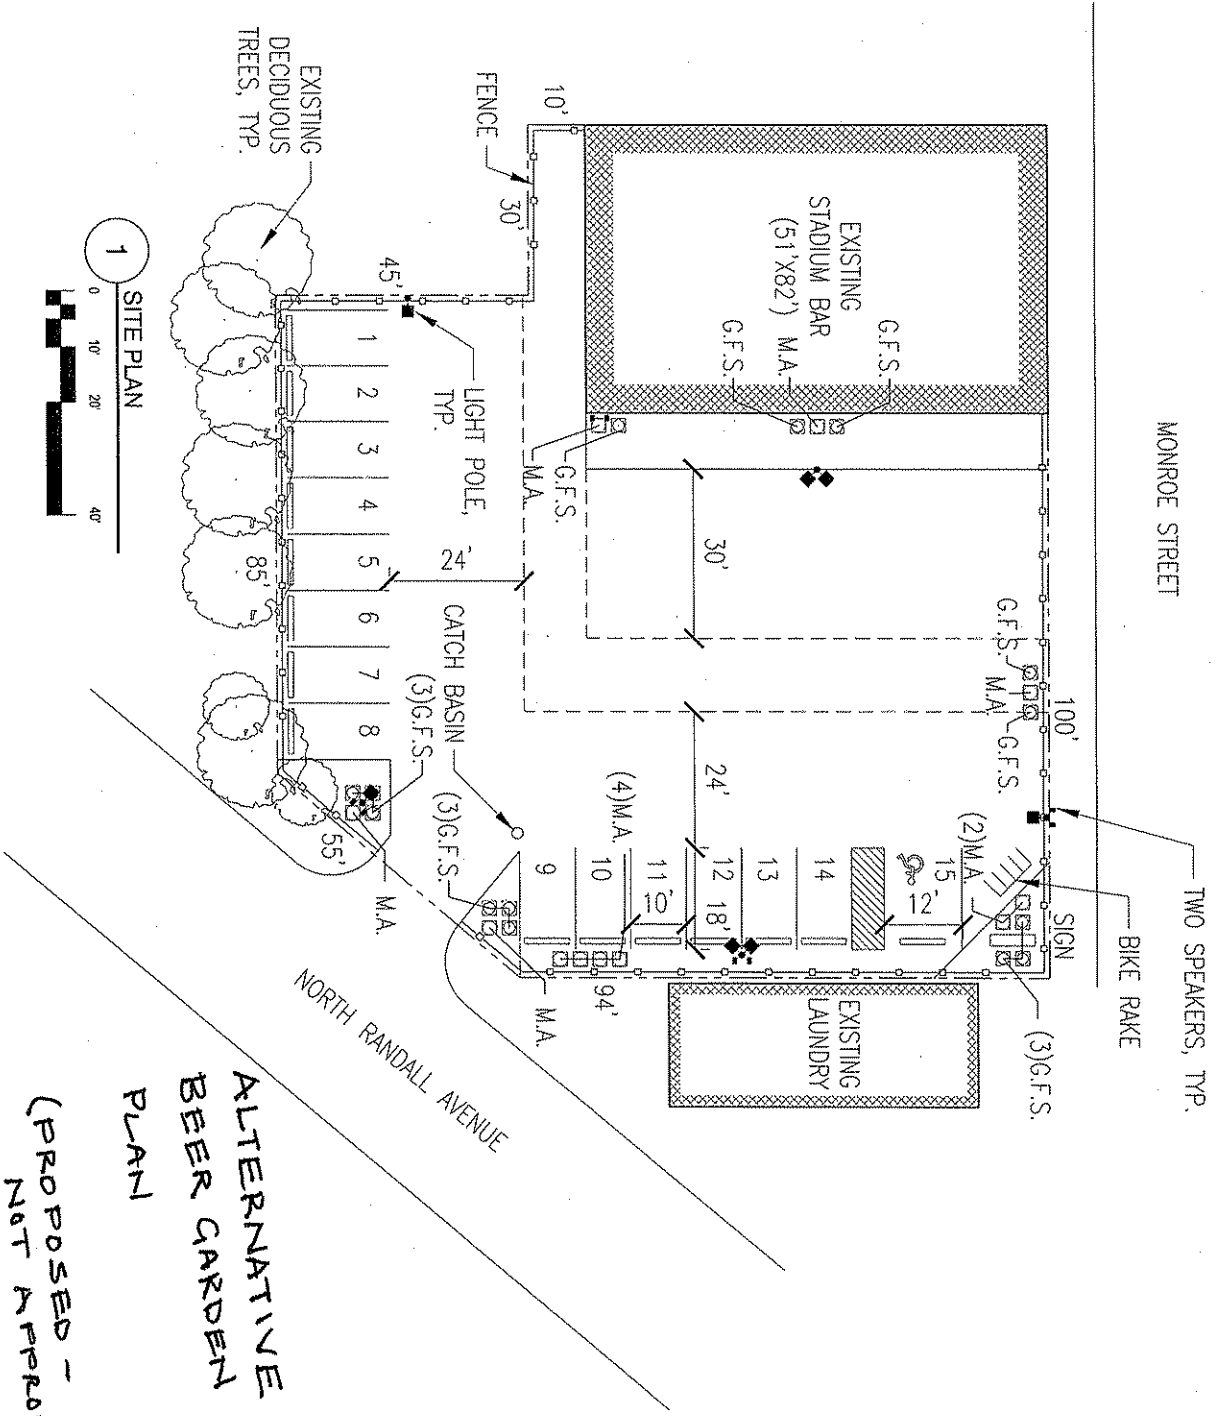 MONROE STREET
TWO SPEAKERS, TYP.
BIKE RAKE
SIGN
(3)G.F.S.
(2)M.A.
100'
G.F.S.
M.A.
G.F.S.
EXISTING
STADIUM BAR
(51'X82')
G.F.S.
M.A.
G.F.S.
30'
24'
15
12'
14
13
12
18'
11
10'
10
9
EXISTING
LAUNDRY
94'
(4)M.A.
M.A.
(3)G.F.S.
CATCH BASIN
G.F.S.
M.A.
10'
FENCE
30'
45'
LIGHT POLE,
TYP.
24'
1
2
3
4
5
6
7
8
(3)G.F.S.
M.A.
55'
85'
EXISTING
DECIDUOUS
TREES, TYP.
NORTH RANDALL AVENUE
1
SITE PLAN
0
10'
20'
40'
ALTERNATIVE
BEER GARDEN
PLAN
(PROPOSED -
NOT APPRO